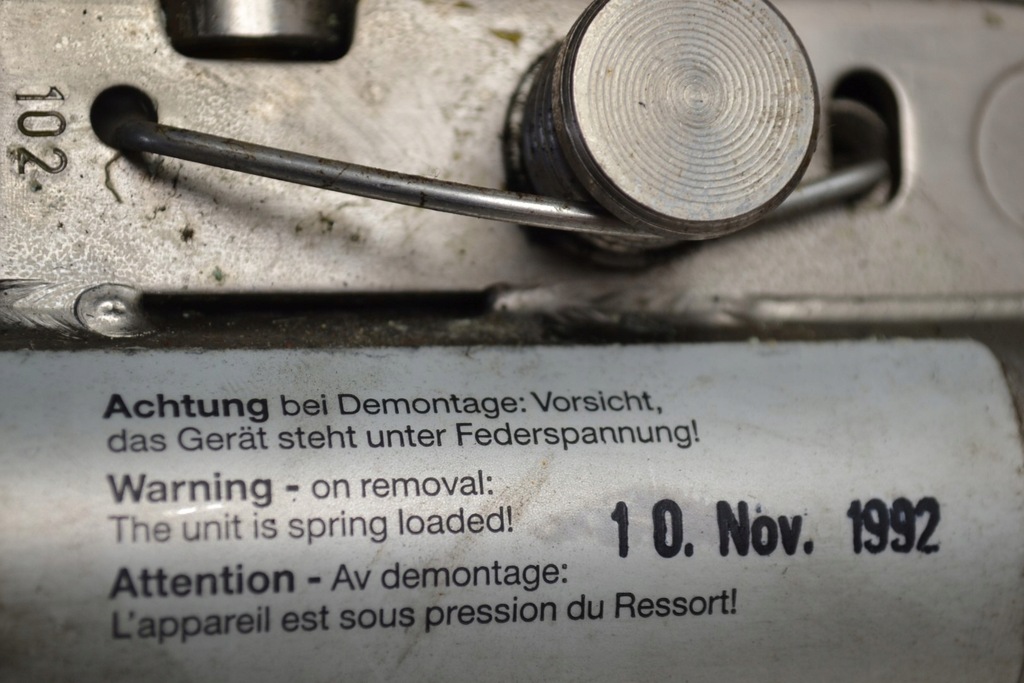 102
Achtung bei Demontage: Vorsicht,
das Gerät steht unter Federspannung!
Warning - on removal:
The unit is spring loaded!
10. Nov. 1992
Attention - Av demontage:
L'appareil est sous pression du Ressort!